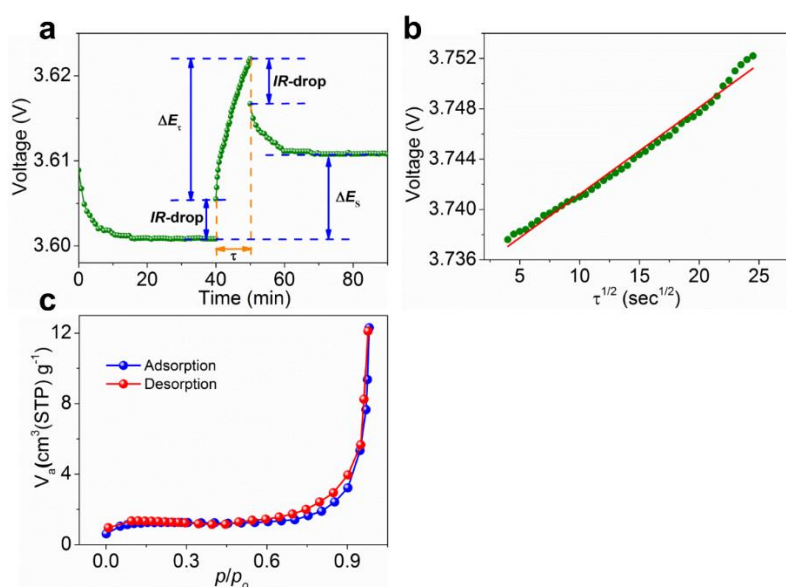 a
Voltage (V)
3.62
3.61
3.60
ΔEτ
IR-drop
IR-drop
ΔES
τ
0 20 40 60 80
Time (min)
b
Voltage (V)
3.752
3.748
3.744
3.740
3.736
5 10 15 20 25
τ1/2 (sec1/2)
c
Va(cm3(STP) g-1)
12
8
4
0
Adsorption
Desorption
0.0 0.3 0.6 0.9
p/po